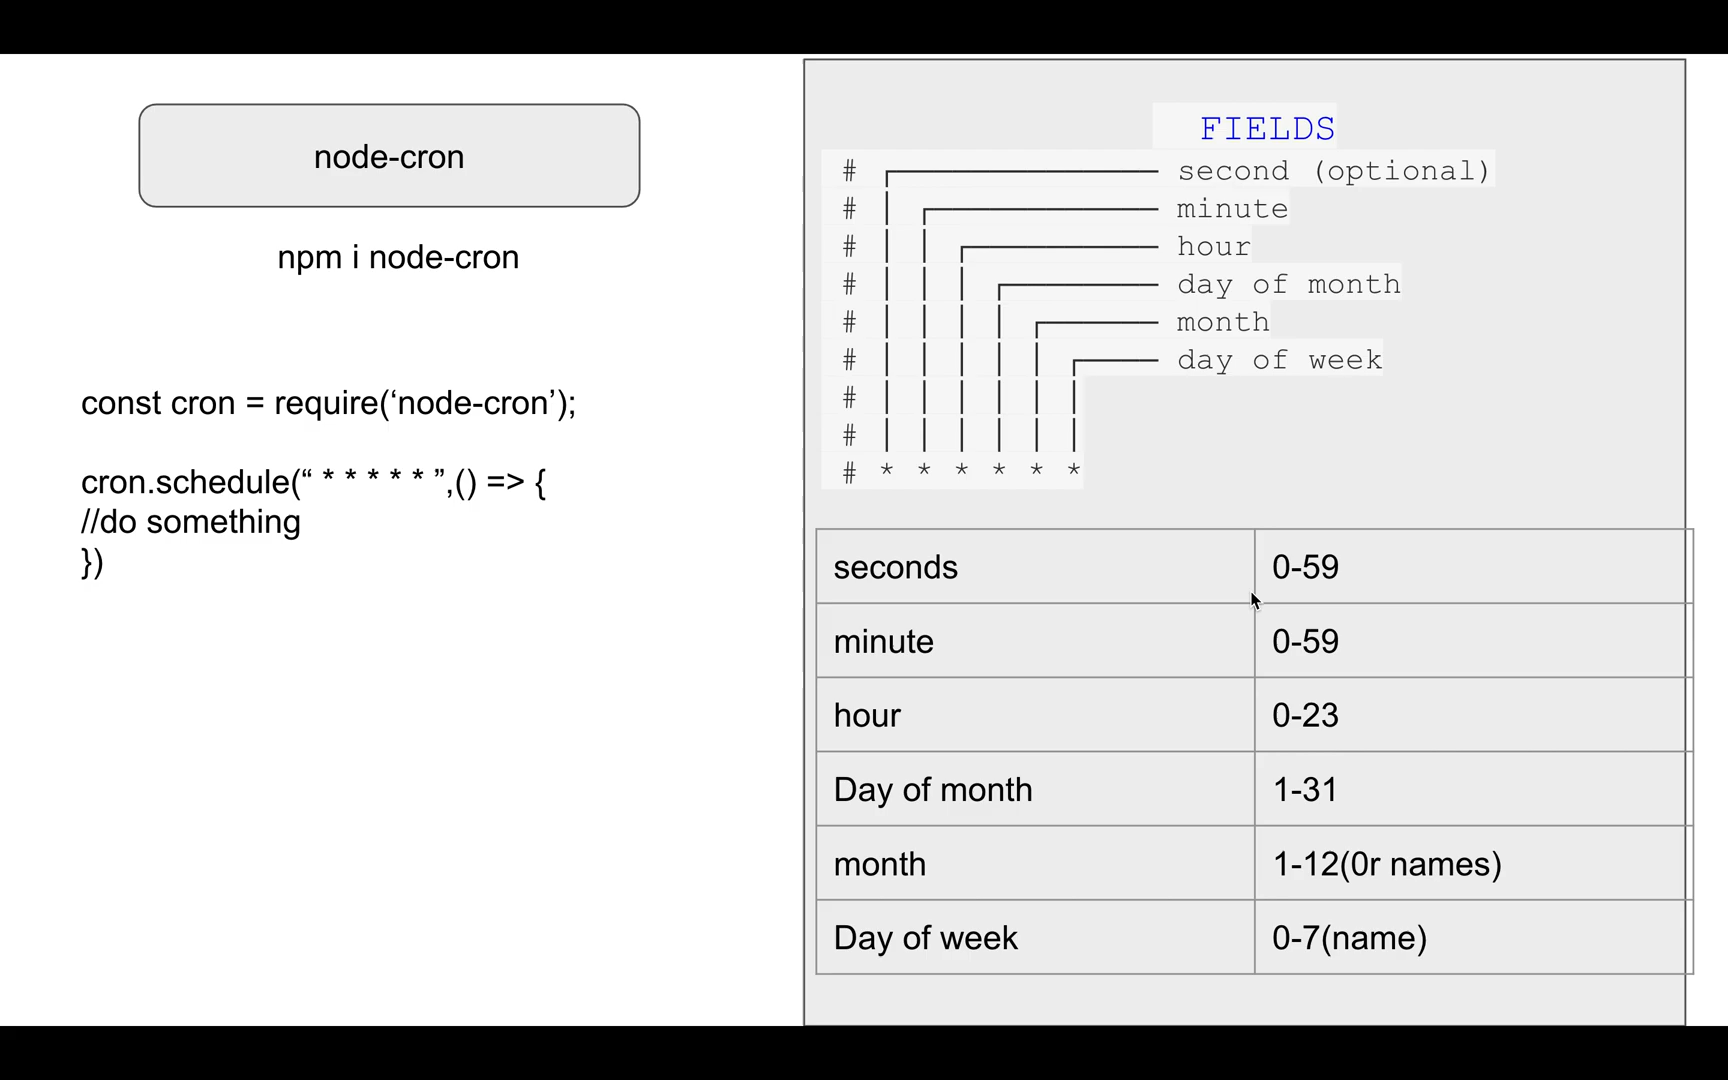 node-cron
npm i node-cron
const cron = require(‘node-cron’);
cron.schedule(“ * * * * * ”,() => {
//do something
})
FIELDS
# second (optional)
# minute
# hour
# day of month
# month
# day of week
#
#
# * * * * * *
seconds 0-59
minute 0-59
hour 0-23
Day of month 1-31
month 1-12(0r names)
Day of week 0-7(name)